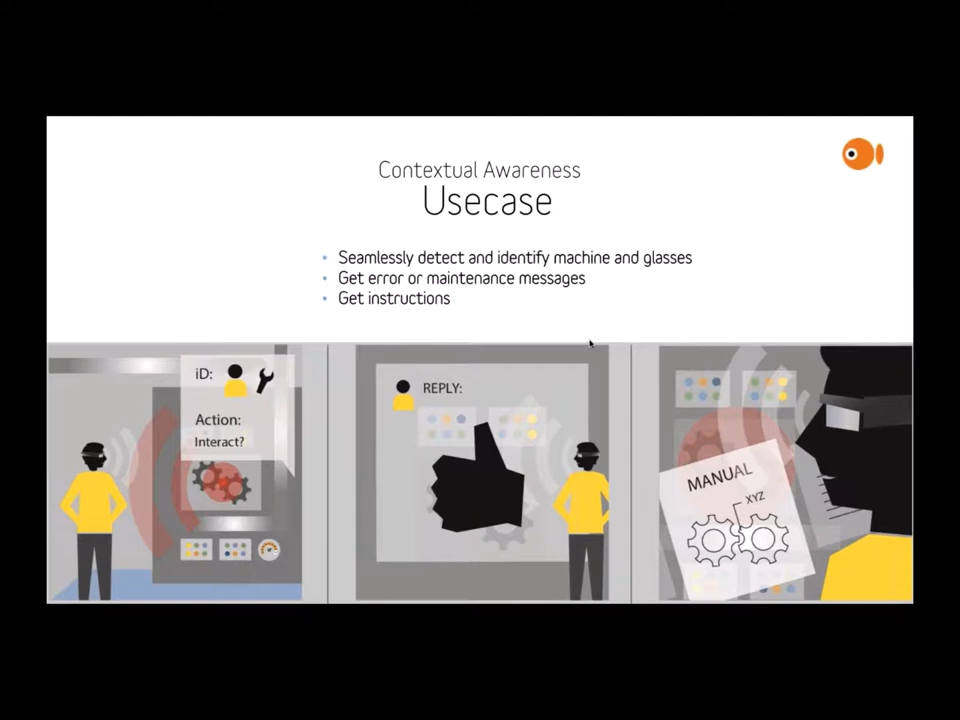 Contextual Awareness
Usecase
• Seamlessly detect and identify machine and glasses
• Get error or maintenance messages
• Get instructions
iD:
Action:
Interact?
REPLY:
MANUAL
XYZ